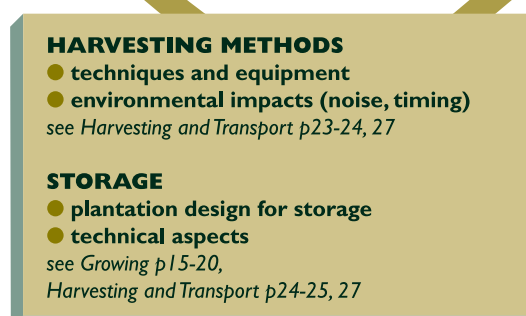 HARVESTING METHODS
● techniques and equipment
● environmental impacts (noise, timing)
see Harvesting and Transport p23-24, 27
STORAGE
● plantation design for storage
● technical aspects
see Growing p15-20,
Harvesting and Transport p24-25, 27